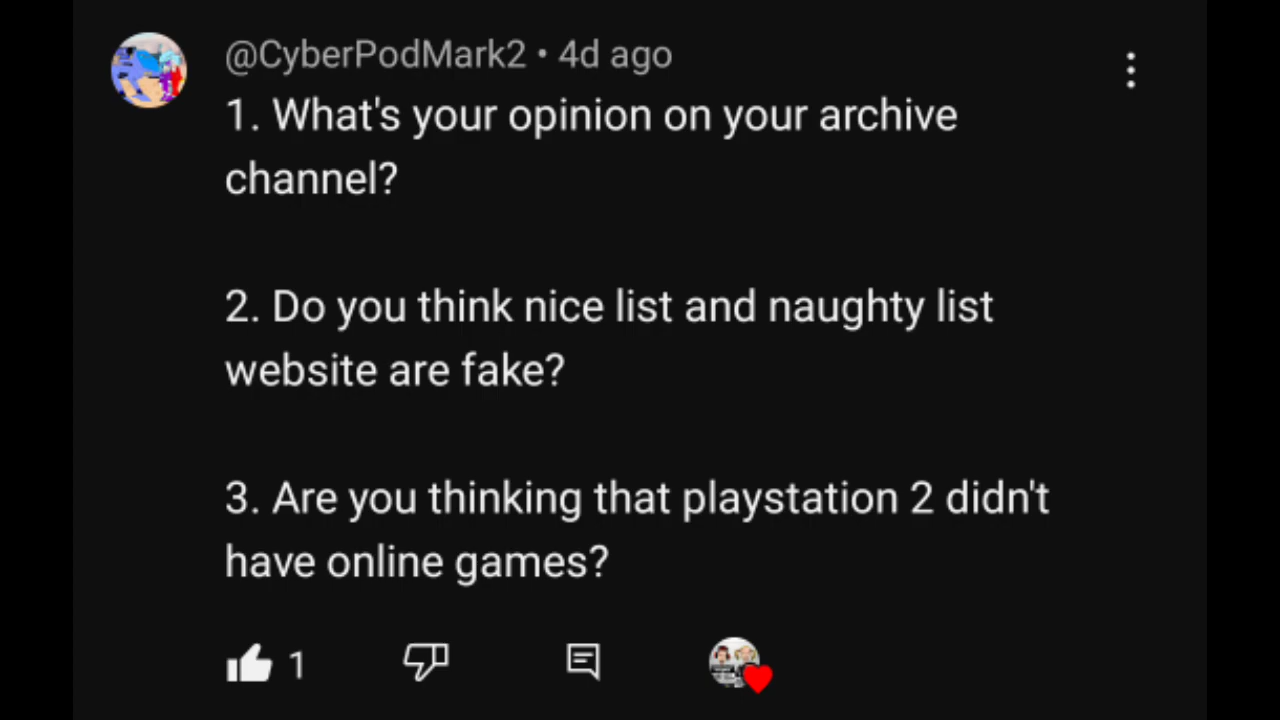 @CyberPodMark2 • 4d ago
1. What's your opinion on your archive
channel?
2. Do you think nice list and naughty list
website are fake?
3. Are you thinking that playstation 2 didn't
have online games?
1